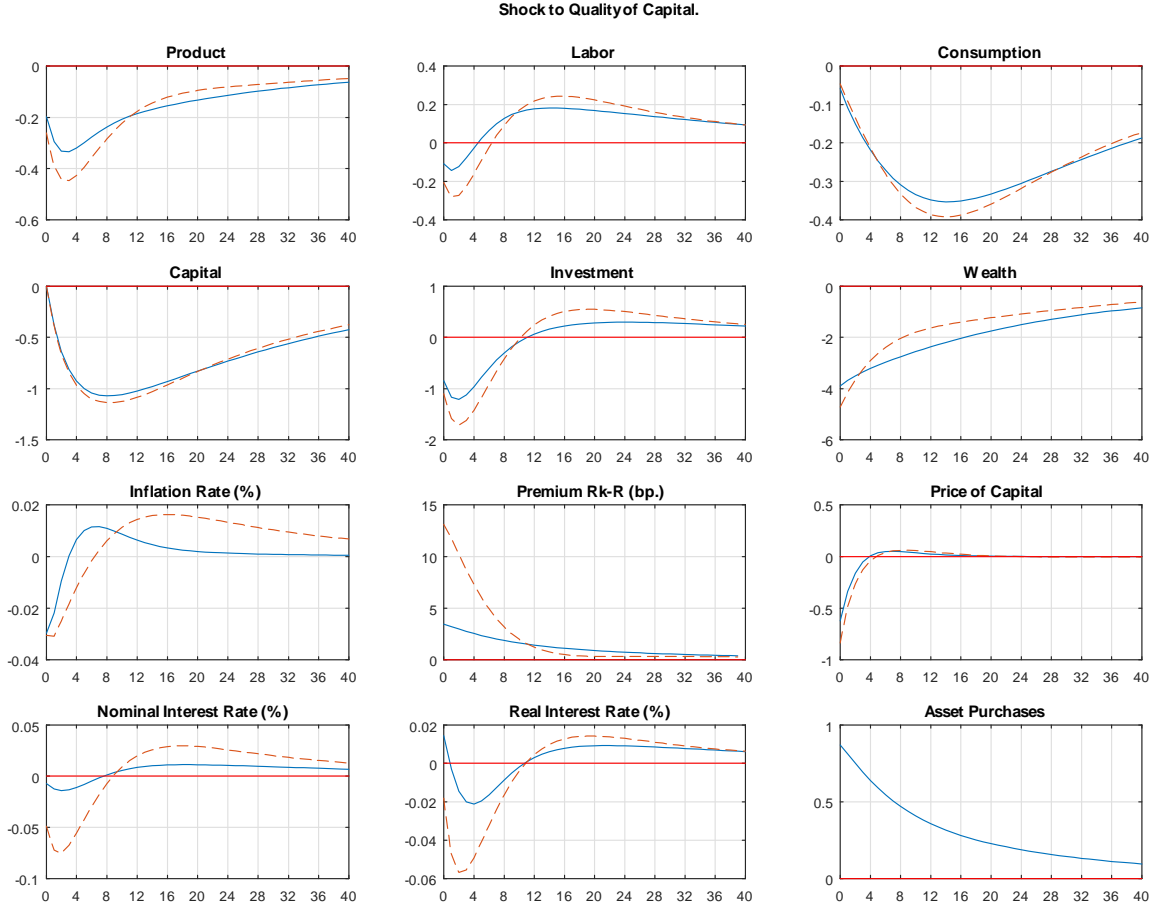 Shock to Quality of Capital.
Product
Labor
Consumption
0
-0.2
-0.4
-0.6
0 4 8 12 16 20 24 28 32 36 40
0.4
0.2
0
-0.2
-0.4
0 4 8 12 16 20 24 28 32 36 40
0
-0.1
-0.2
-0.3
-0.4
0 4 8 12 16 20 24 28 32 36 40
Capital
Investment
Wealth
0
-0.5
-1
-1.5
0 4 8 12 16 20 24 28 32 36 40
1
0
-1
-2
0 4 8 12 16 20 24 28 32 36 40
0
-2
-4
-6
0 4 8 12 16 20 24 28 32 36 40
Inflation Rate (%)
Premium Rk-R (bp.)
Price of Capital
0.02
0
-0.02
-0.04
0 4 8 12 16 20 24 28 32 36 40
15
10
5
0
0 4 8 12 16 20 24 28 32 36 40
0.5
0
-0.5
-1
0 4 8 12 16 20 24 28 32 36 40
Nominal Interest Rate (%)
Real Interest Rate (%)
Asset Purchases
0.05
0
-0.05
-0.1
0 4 8 12 16 20 24 28 32 36 40
0.02
0
-0.02
-0.04
-0.06
0 4 8 12 16 20 24 28 32 36 40
1
0.5
0
0 4 8 12 16 20 24 28 32 36 40